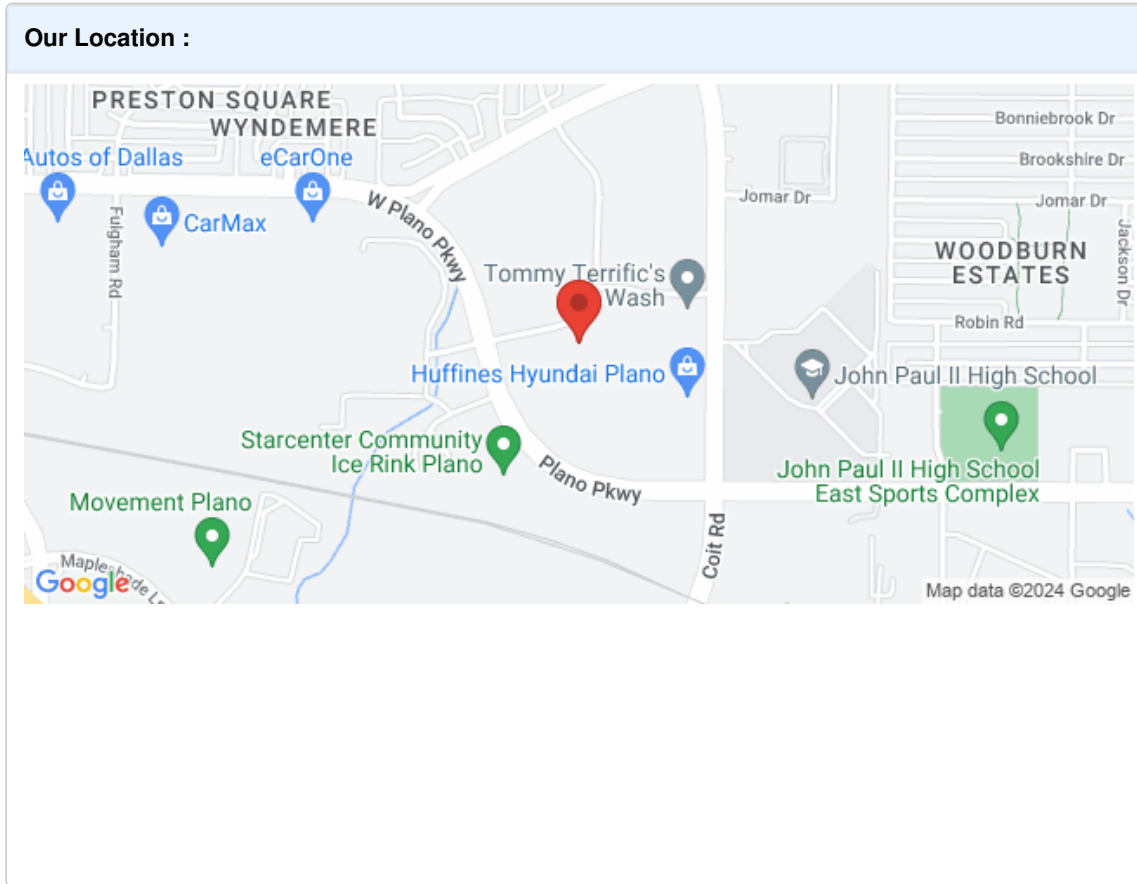 Our Location :
PRESTON SQUARE
WYNDEMERE
Autos of Dallas
eCarOne
CarMax
Fulgham Rd
W Plano Pkwy
Tommy Terrific's
Wash
Huffines Hyundai Plano
Starcenter Community
Ice Rink Plano
Plano Pkwy
Movement Plano
Mapleshade Ln
Coit Rd
Jomar Dr
Bonniebrook Dr
Brookshire Dr
Jomar Dr
Jackson Dr
WOODBURN
ESTATES
Robin Rd
John Paul II High School
John Paul II High School
East Sports Complex
Google
Map data ©2024 Google